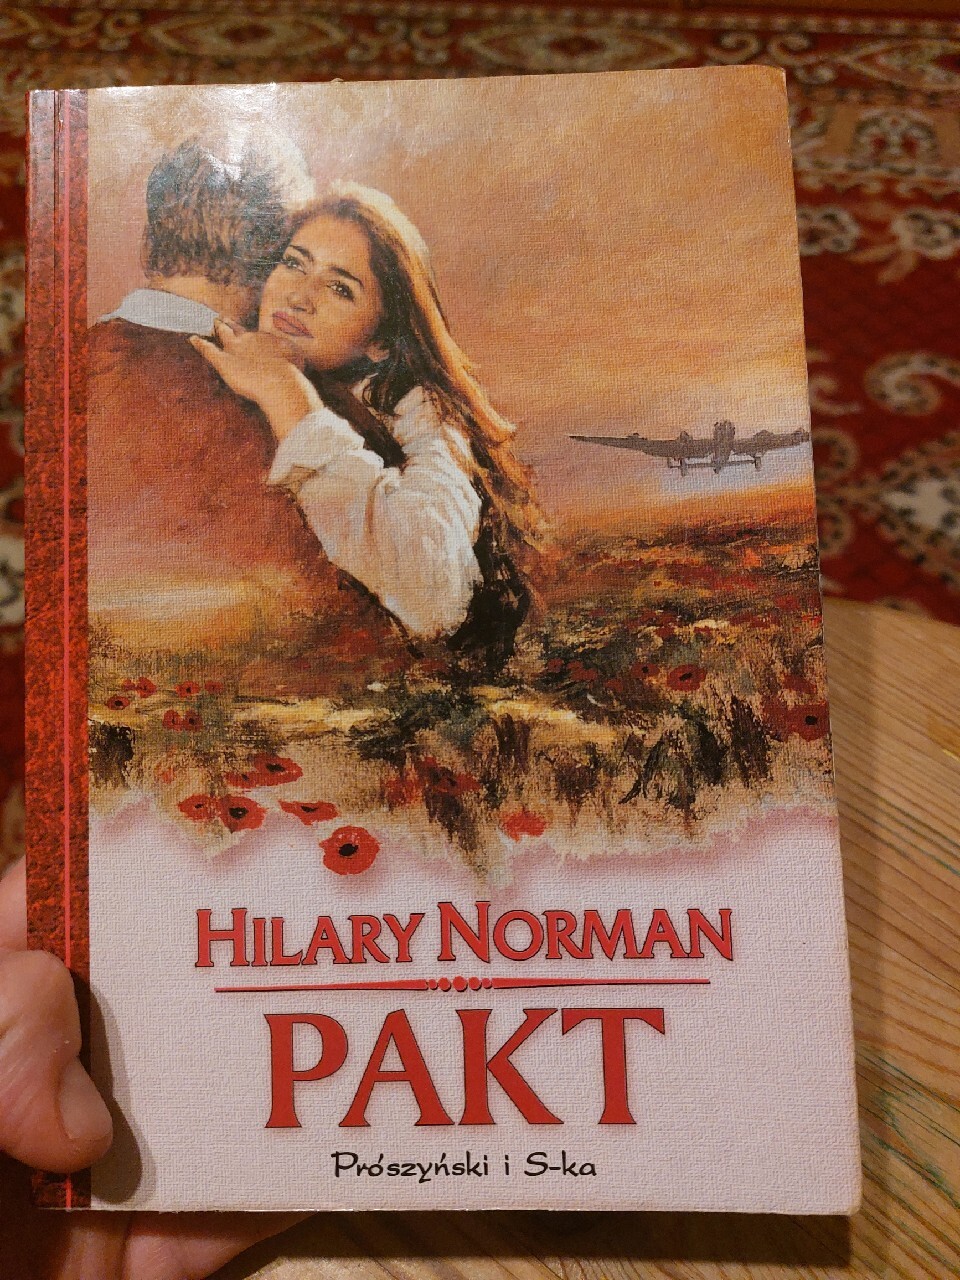 HILARY NORMAN
PAKT
Prószyński i S-ka